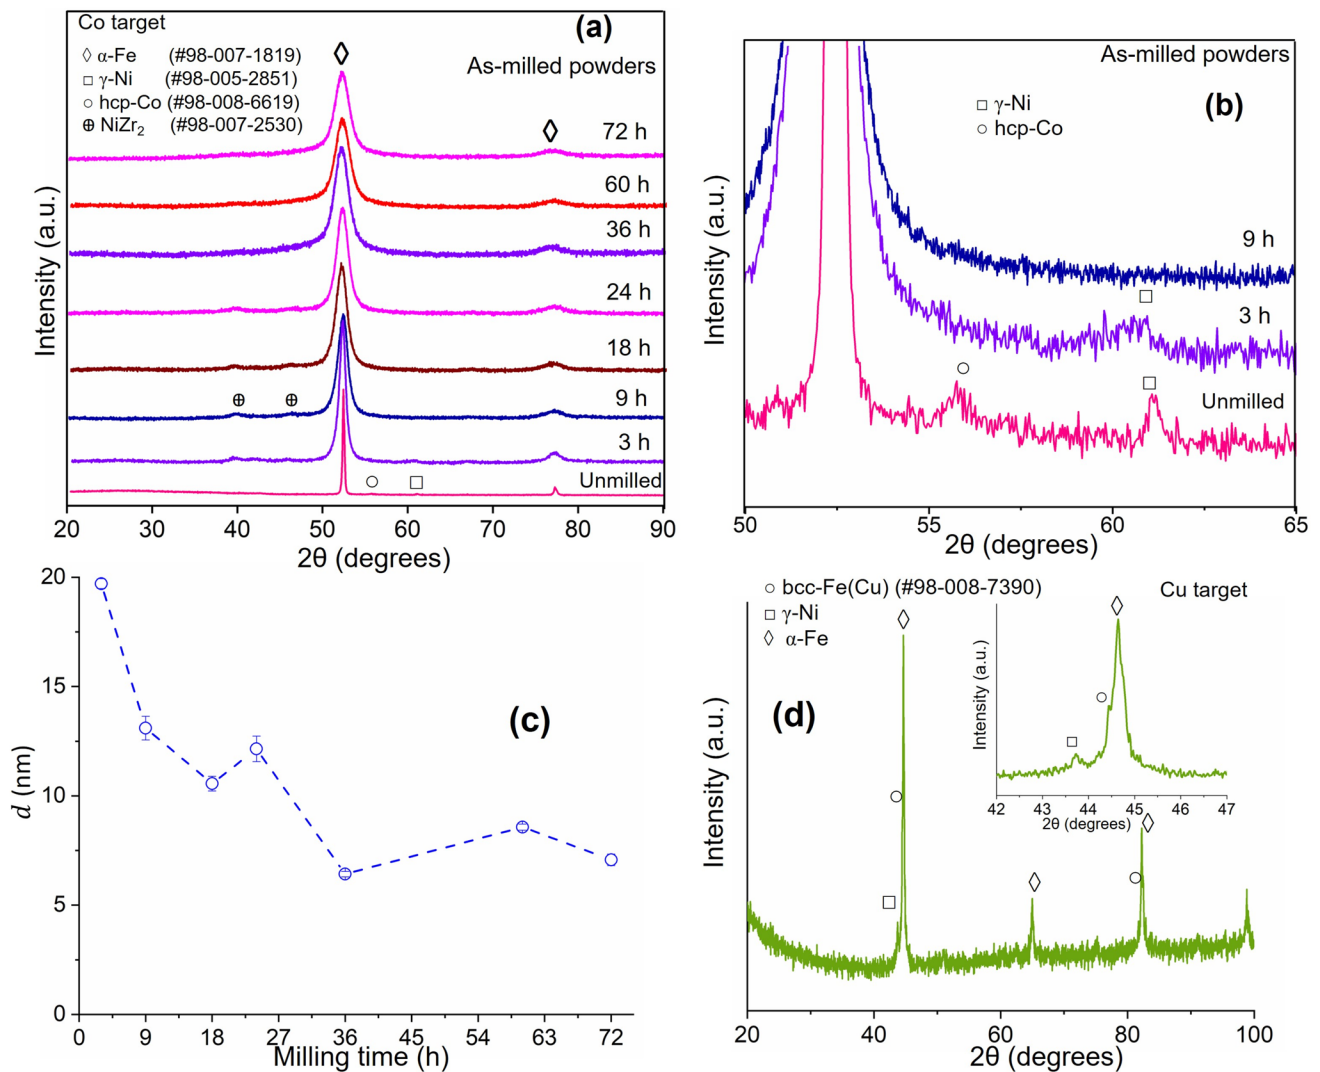 Co target
(a)
◊ α-Fe (#98-007-1819)
□ γ-Ni (#98-005-2851)
○ hcp-Co (#98-008-6619)
⊕ NiZr₂ (#98-007-2530)
As-milled powders
72 h
60 h
36 h
24 h
18 h
9 h
3 h
Unmilled
Intensity (a.u.)
20 30 40 50 60 70 80 90
2θ (degrees)
As-milled powders
(b)
□ γ-Ni
○ hcp-Co
9 h
3 h
Unmilled
Intensity (a.u.)
50 55 60 65
2θ (degrees)
20
15
10
5
0
d (nm)
(c)
0 9 18 27 36 45 54 63 72
Milling time (h)
○ bcc-Fe(Cu) (#98-008-7390)
□ γ-Ni
◊ α-Fe
Cu target
(d)
Intensity (a.u.)
Intensity (a.u.)
42 43 44 45 46 47
2θ (degrees)
20 40 60 80 100
2θ (degrees)